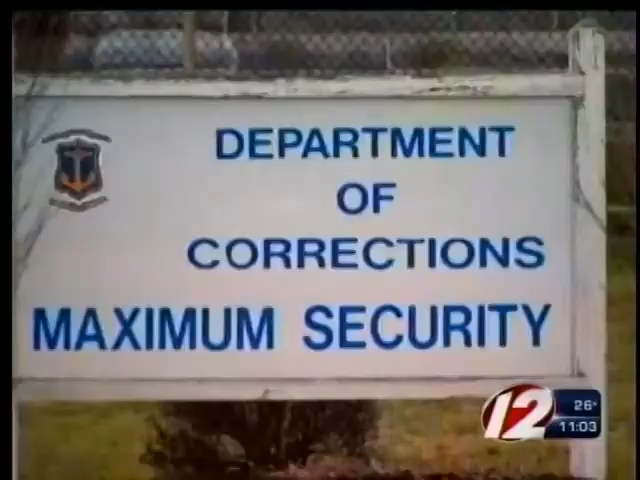 DEPARTMENT
OF
CORRECTIONS
MAXIMUM SECURITY
12 26°
11:03